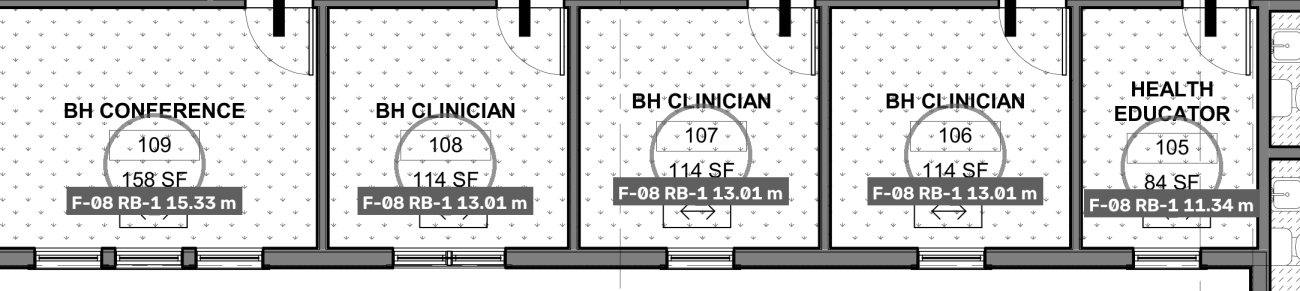 BH CONFERENCE
109
158 SF
F-08 RB-1 15.33 m
BH CLINICIAN
108
114 SF
F-08 RB-1 13.01 m
BH CLINICIAN
107
114 SF
F-08 RB-1 13.01 m
BH CLINICIAN
106
114 SF
F-08 RB-1 13.01 m
HEALTH
EDUCATOR
105
84 SF
F-08 RB-1 11.34 m